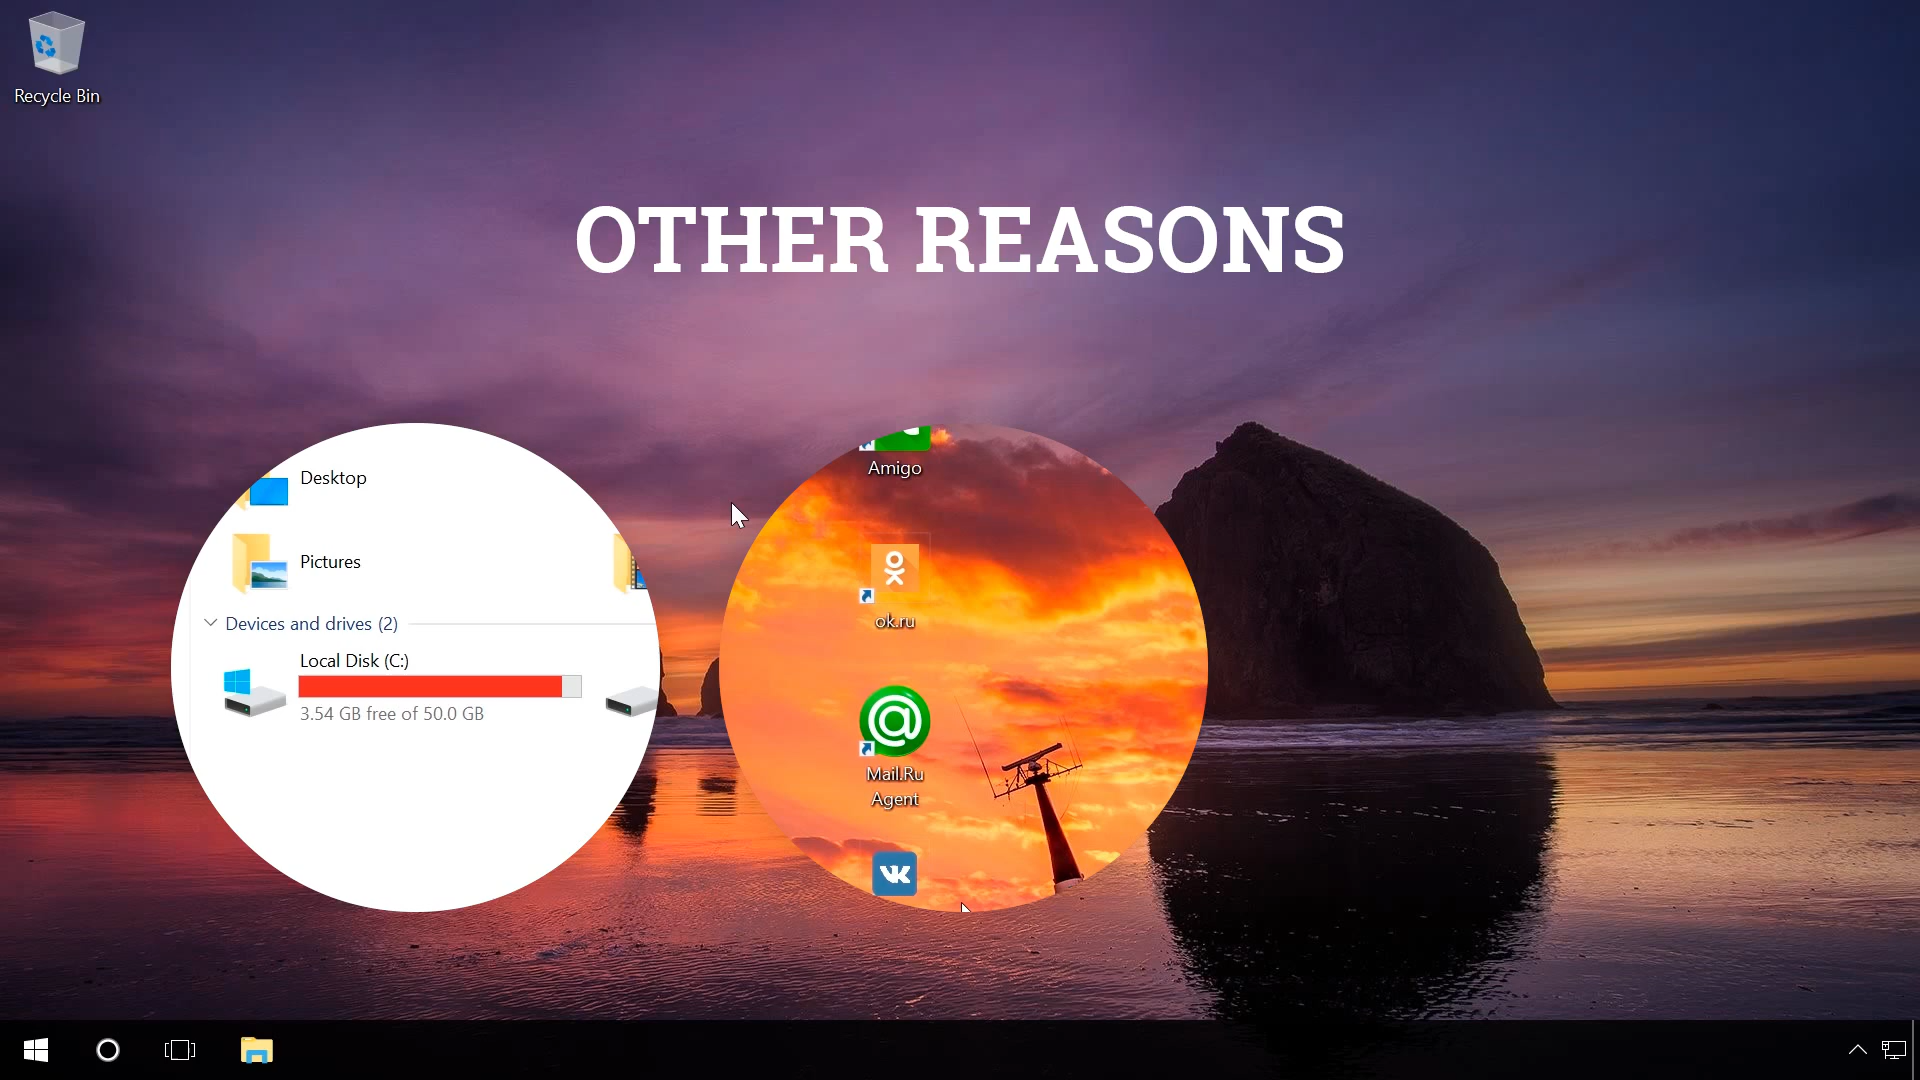 Recycle Bin
OTHER REASONS
Desktop
Pictures
Devices and drives (2)
Local Disk (C:)
3.54 GB free of 50.0 GB
Amigo
ok.ru
Mail.Ru
Agent